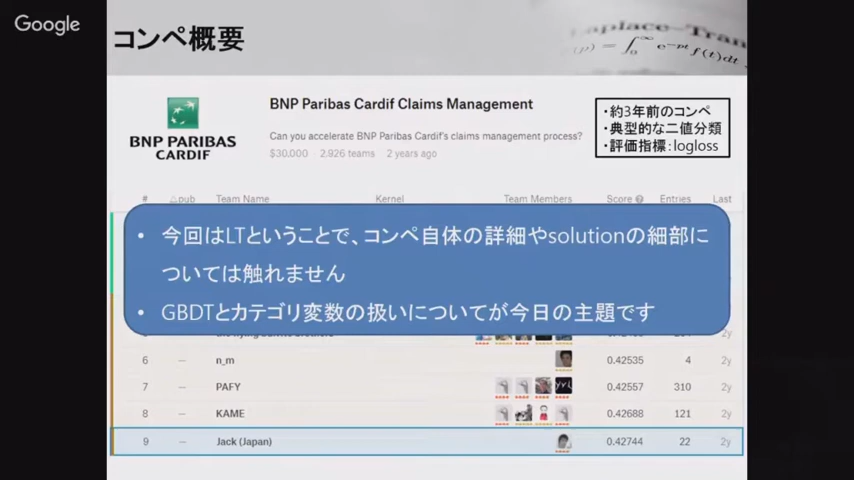 Google
コンペ概要
Laplace-Tran
BNP PARIBAS
CARDIF
BNP Paribas Cardif Claims Management
Can you accelerate BNP Paribas Cardif's claims management process?
$30,000 2,926 teams 2 years ago
・約3年前のコンペ
・典型的な二値分類
・評価指標：logloss
# △pub Team Name Kernel Team Members Score Entries Last
• 今回はLTということで、コンペ自体の詳細やsolutionの細部に
ついては触れません
• GBDTとカテゴリ変数の扱いについてが今日の主題です
6 — n_m 0.42535 4 2y
7 — PAFY 0.42557 310 2y
8 — KAME 0.42688 121 2y
9 — Jack (Japan) 0.42744 22 2y